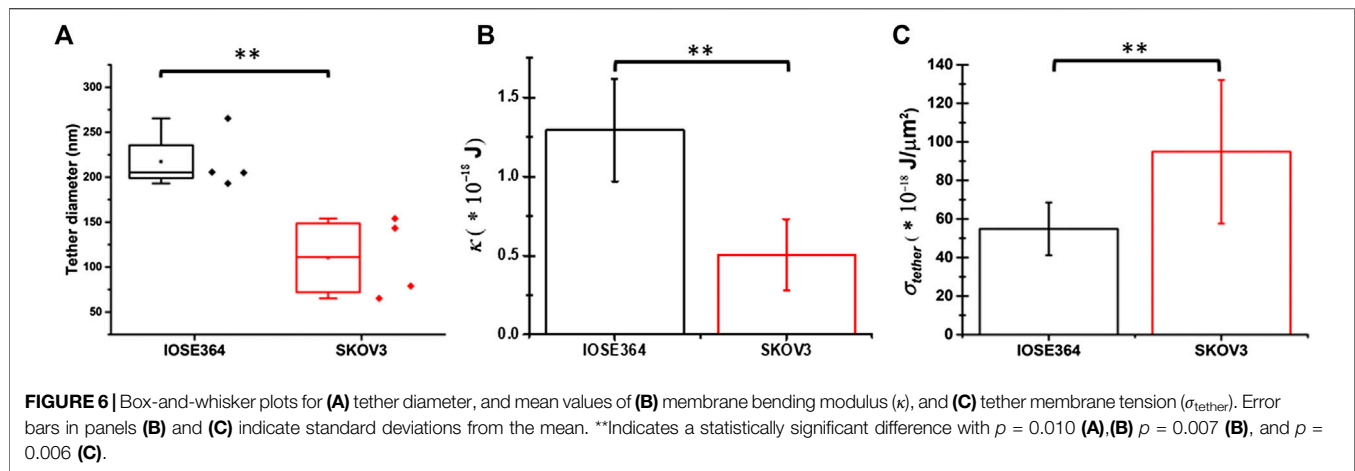 A
**
Tether diameter (nm)
300
250
200
150
100
50
IOSE364 SKOV3
B
**
κ ( * 10⁻¹⁸ J)
1.5
1.0
0.5
0.0
IOSE364 SKOV3
C
**
σtether ( * 10⁻¹⁸ J/μm²)
140
120
100
80
60
40
20
0
IOSE364 SKOV3
FIGURE 6 | Box-and-whisker plots for (A) tether diameter, and mean values of (B) membrane bending modulus (κ), and (C) tether membrane tension (σtether). Error
bars in panels (B) and (C) indicate standard deviations from the mean. **Indicates a statistically significant difference with p = 0.010 (A),(B) p = 0.007 (B), and p =
0.006 (C).